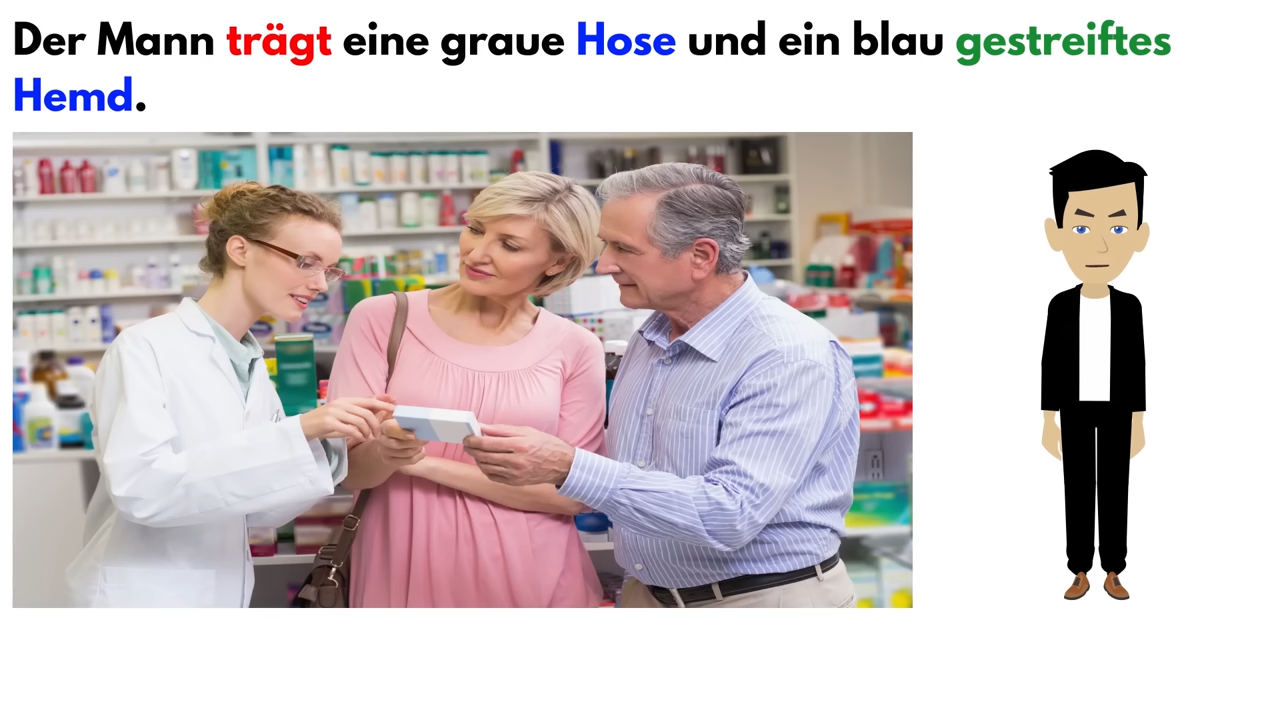 Der Mann trägt eine graue Hose und ein blau gestreiftes
Hemd.